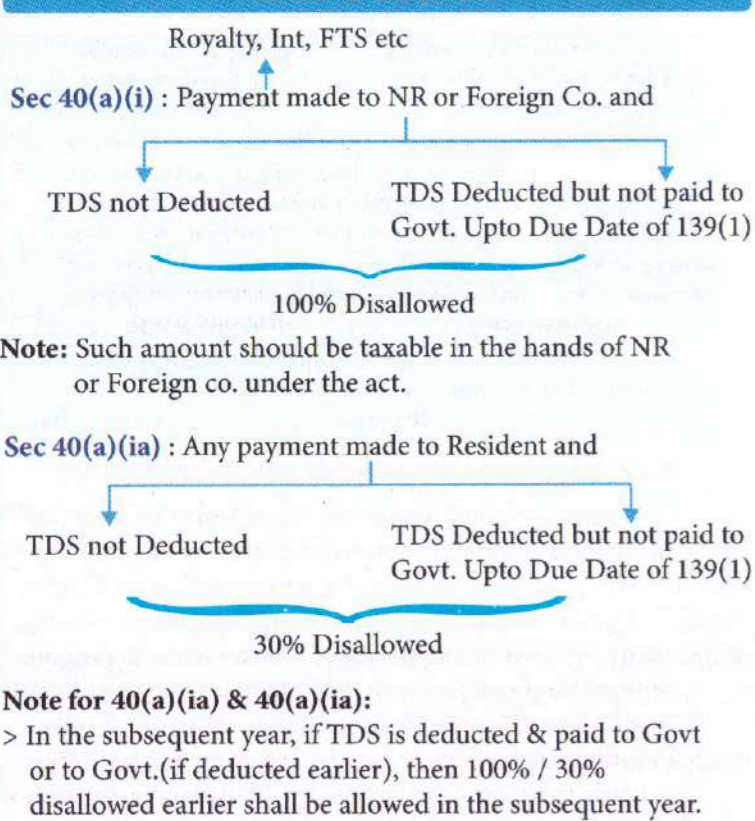 Royalty, Int, FTS etc
Sec 40(a)(i) : Payment made to NR or Foreign Co. and
TDS not Deducted
TDS Deducted but not paid to
Govt. Upto Due Date of 139(1)
100% Disallowed
Note: Such amount should be taxable in the hands of NR
or Foreign co. under the act.
Sec 40(a)(ia) : Any payment made to Resident and
TDS not Deducted
TDS Deducted but not paid to
Govt. Upto Due Date of 139(1)
30% Disallowed
Note for 40(a)(ia) & 40(a)(ia):
> In the subsequent year, if TDS is deducted & paid to Govt
or to Govt.(if deducted earlier), then 100% / 30%
disallowed earlier shall be allowed in the subsequent year.